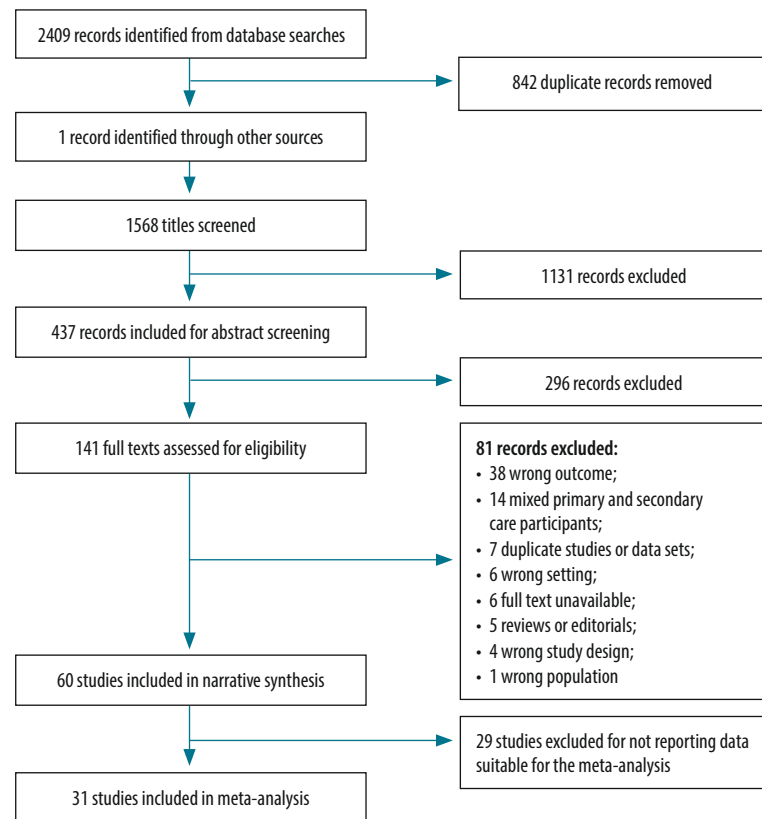 2409 records identified from database searches
842 duplicate records removed
1 record identified through other sources
1568 titles screened
1131 records excluded
437 records included for abstract screening
296 records excluded
141 full texts assessed for eligibility
81 records excluded:
• 38 wrong outcome;
• 14 mixed primary and secondary
care participants;
• 7 duplicate studies or data sets;
• 6 wrong setting;
• 6 full text unavailable;
• 5 reviews or editorials;
• 4 wrong study design;
• 1 wrong population
60 studies included in narrative synthesis
29 studies excluded for not reporting data
suitable for the meta-analysis
31 studies included in meta-analysis